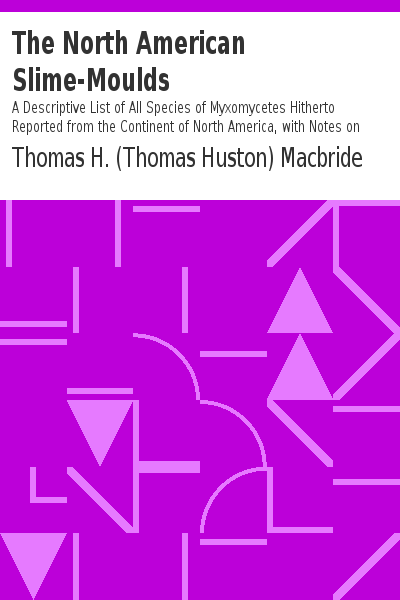 The North American
Slime-Moulds
A Descriptive List of All Species of Myxomycetes Hitherto
Reported from the Continent of North America, with Notes on
Thomas H. (Thomas Huston) Macbride